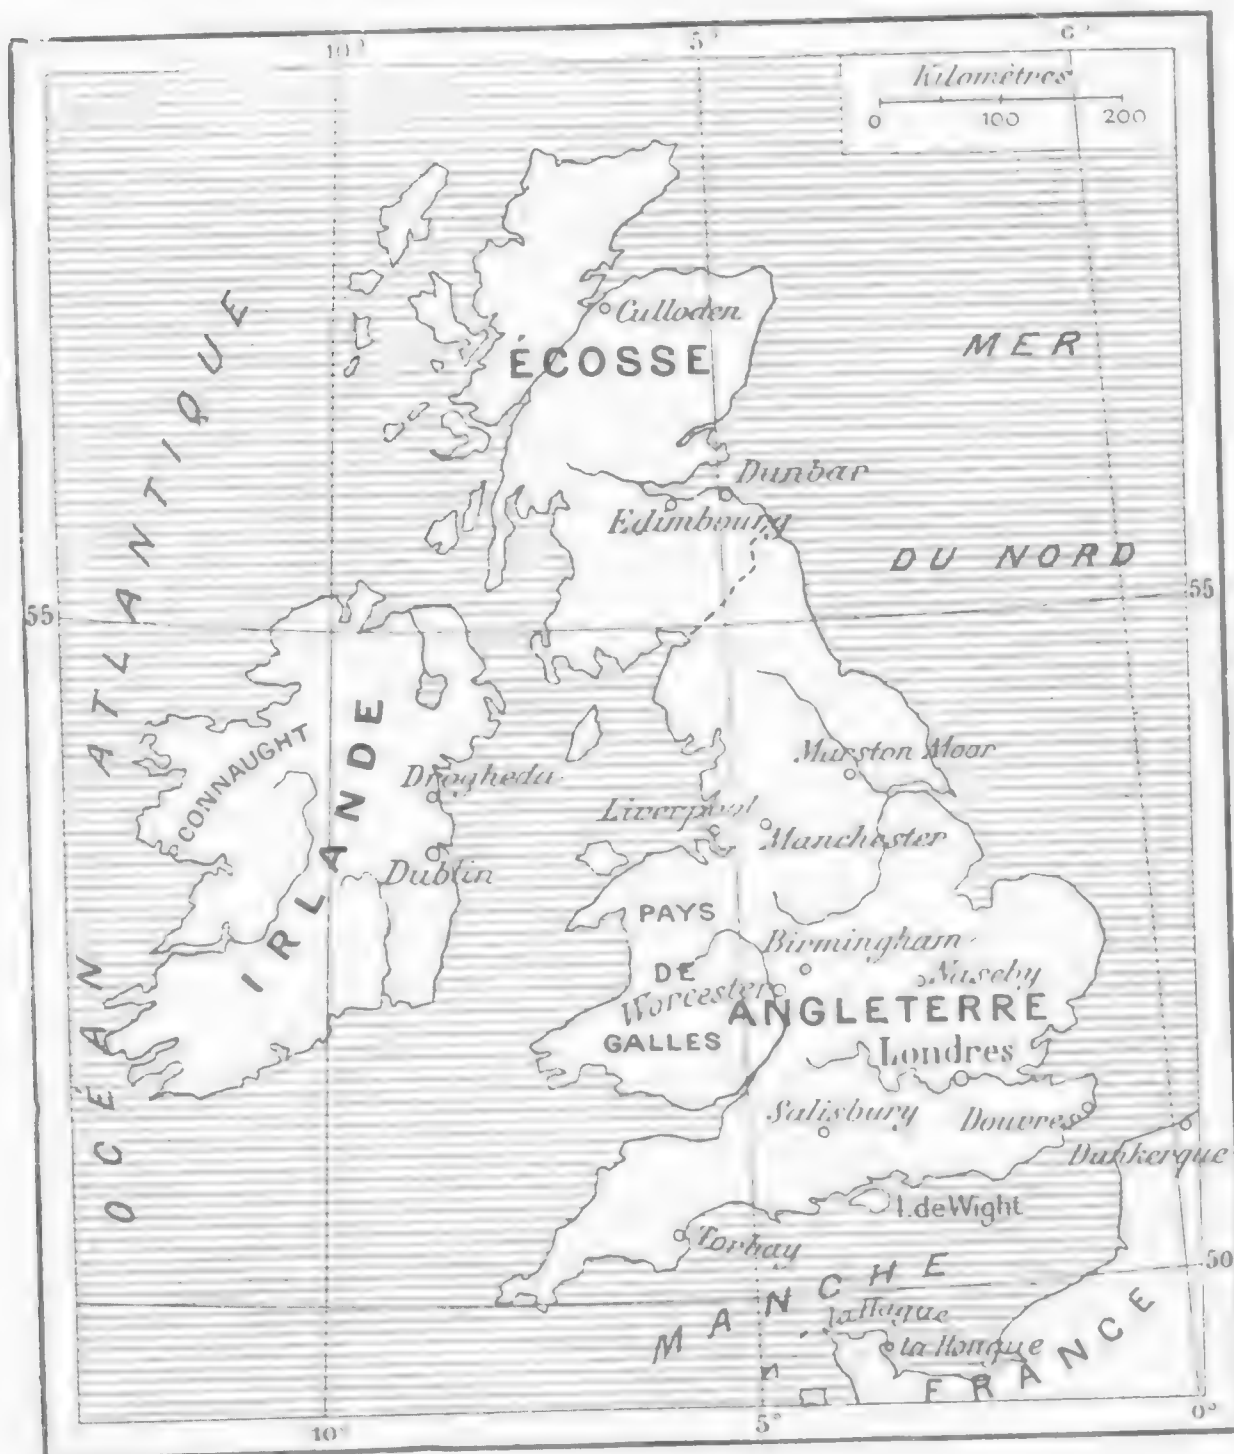 10°
5°
6°
Kilomètres
0 100 200
Culloden
ÉCOSSE
MER
DU NORD
OCÉAN ATLANTIQUE
Dunbar
Edimbourg
55
55
CONNAUGHT
IRLANDE
Drogheda
Dublin
Marston Moor
Liverpool
Manchester
PAYS
DE
GALLES
Birmingham
Naseby
Worcester
ANGLETERRE
Londres
Salisbury
Douvres
Dunkerque
I. de Wight
Torbay
MANCHE
50
la Hague
la Hougue
FRANCE
10°
5°
0°